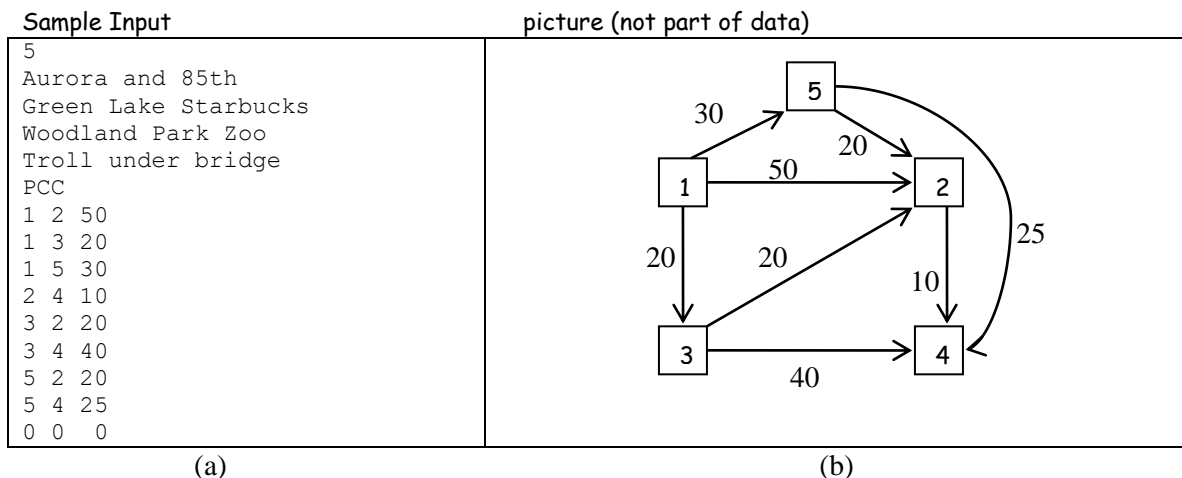 Sample Input
picture (not part of data)
5
Aurora and 85th
Green Lake Starbucks
Woodland Park Zoo
Troll under bridge
PCC
1 2 50
1 3 20
1 5 30
2 4 10
3 2 20
3 4 40
5 2 20
5 4 25
0 0 0
5
30
20
1
50
2
25
20
20
10
3
4
40
(a)
(b)